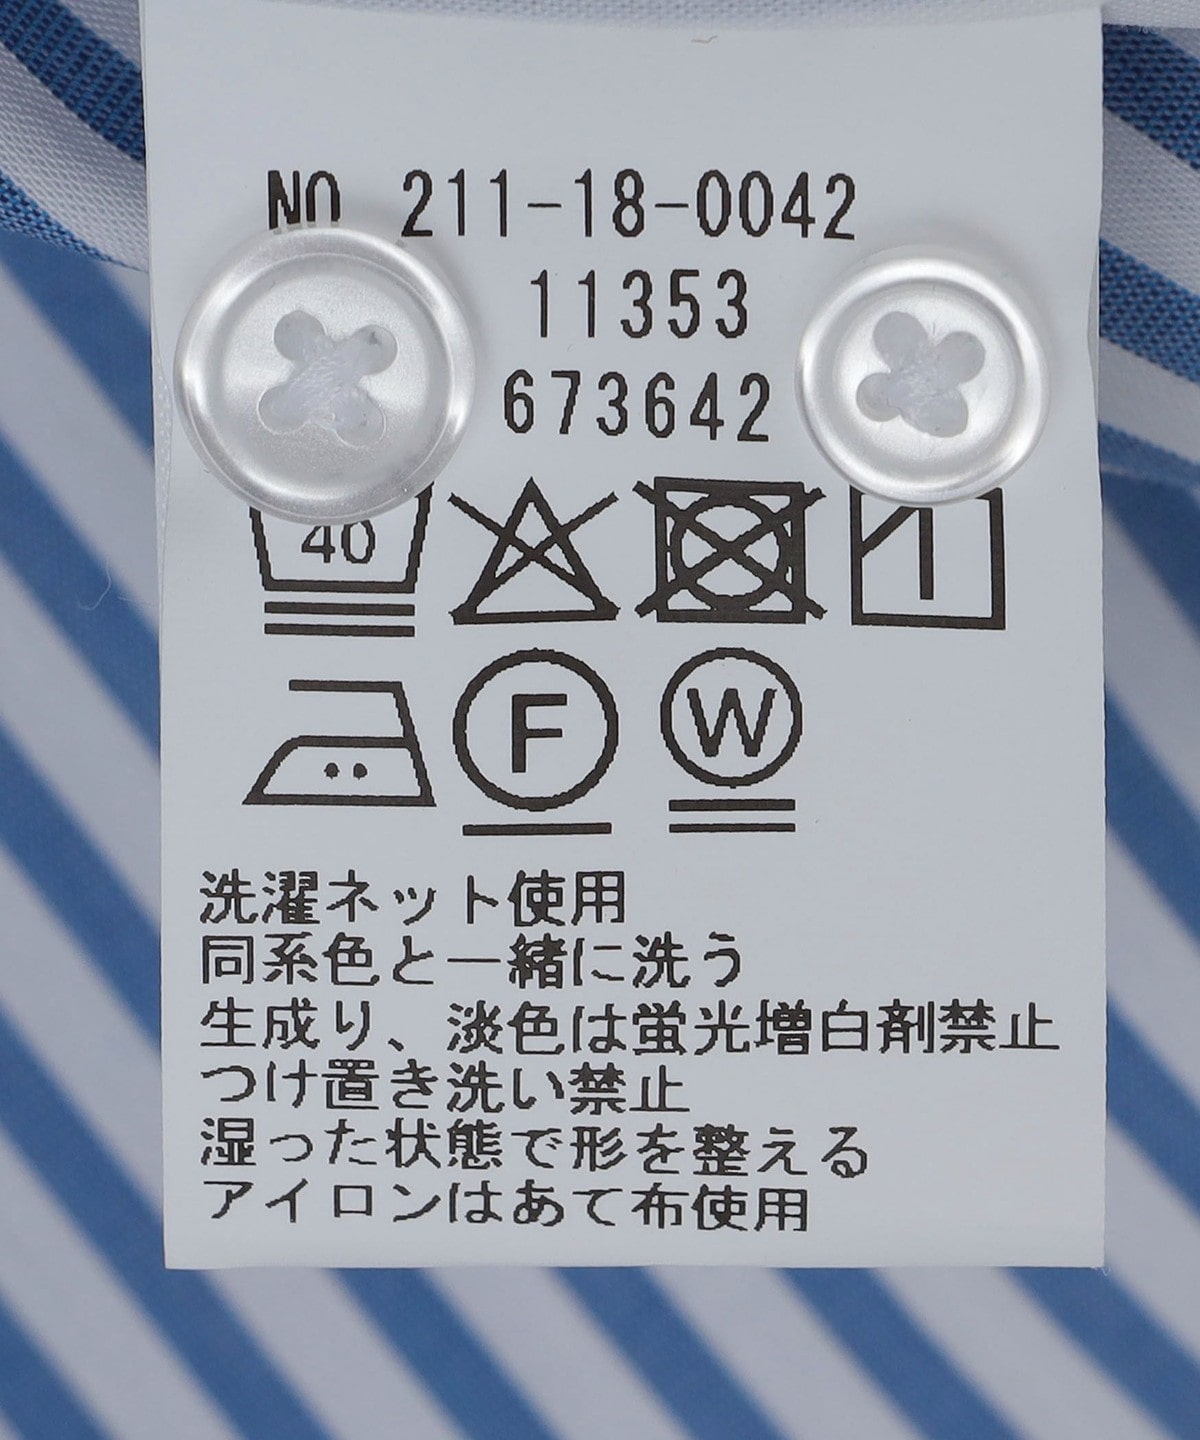 NO 211-18-0042
11353
673642
40
F W
洗濯ネット使用
同系色と一緒に洗う
生成り、淡色は蛍光増白剤禁止
つけ置き洗い禁止
湿った状態で形を整える
アイロンはあて布使用